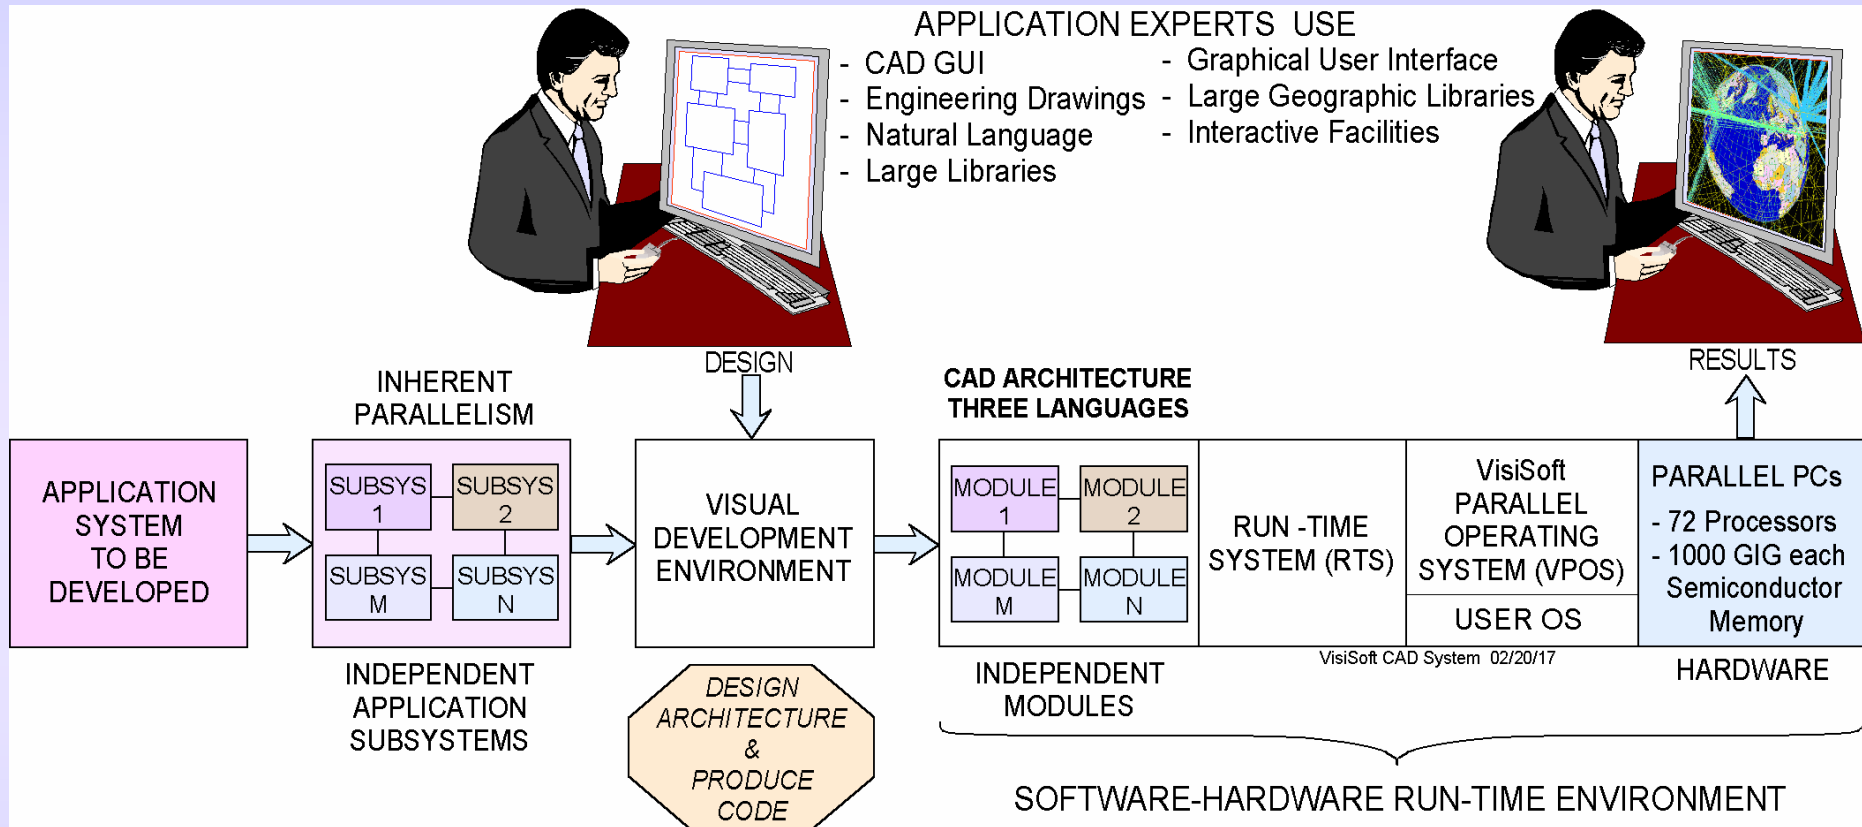 APPLICATION EXPERTS USE
- CAD GUI
- Engineering Drawings
- Natural Language
- Large Libraries
- Graphical User Interface
- Large Geographic Libraries
- Interactive Facilities
DESIGN
RESULTS
INHERENT
PARALLELISM
CAD ARCHITECTURE
THREE LANGUAGES
APPLICATION
SYSTEM
TO BE
DEVELOPED
SUBSYS
1
SUBSYS
2
SUBSYS
M
SUBSYS
N
VISUAL
DEVELOPMENT
ENVIRONMENT
MODULE
1
MODULE
2
MODULE
M
MODULE
N
RUN -TIME
SYSTEM (RTS)
VisiSoft
PARALLEL
OPERATING
SYSTEM (VPOS)
USER OS
PARALLEL PCs
- 72 Processors
- 1000 GIG each
Semiconductor
Memory
VisiSoft CAD System 02/20/17
INDEPENDENT
APPLICATION
SUBSYSTEMS
DESIGN
ARCHITECTURE
&
PRODUCE
CODE
INDEPENDENT
MODULES
HARDWARE
SOFTWARE-HARDWARE RUN-TIME ENVIRONMENT